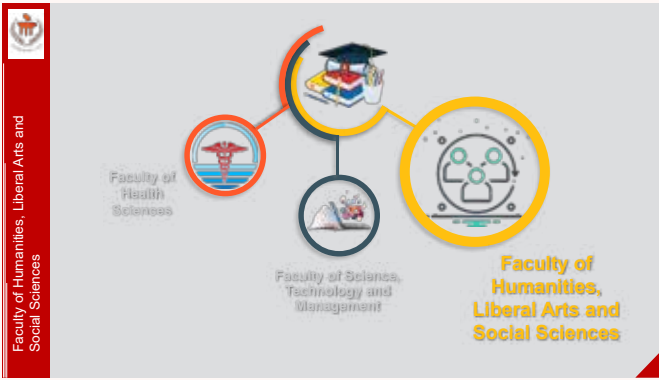 Faculty of Humanities, Liberal Arts and
Social Sciences
Faculty of
Health
Sciences
Faculty of Science,
Technology and
Management
Faculty of
Humanities,
Liberal Arts and
Social Sciences